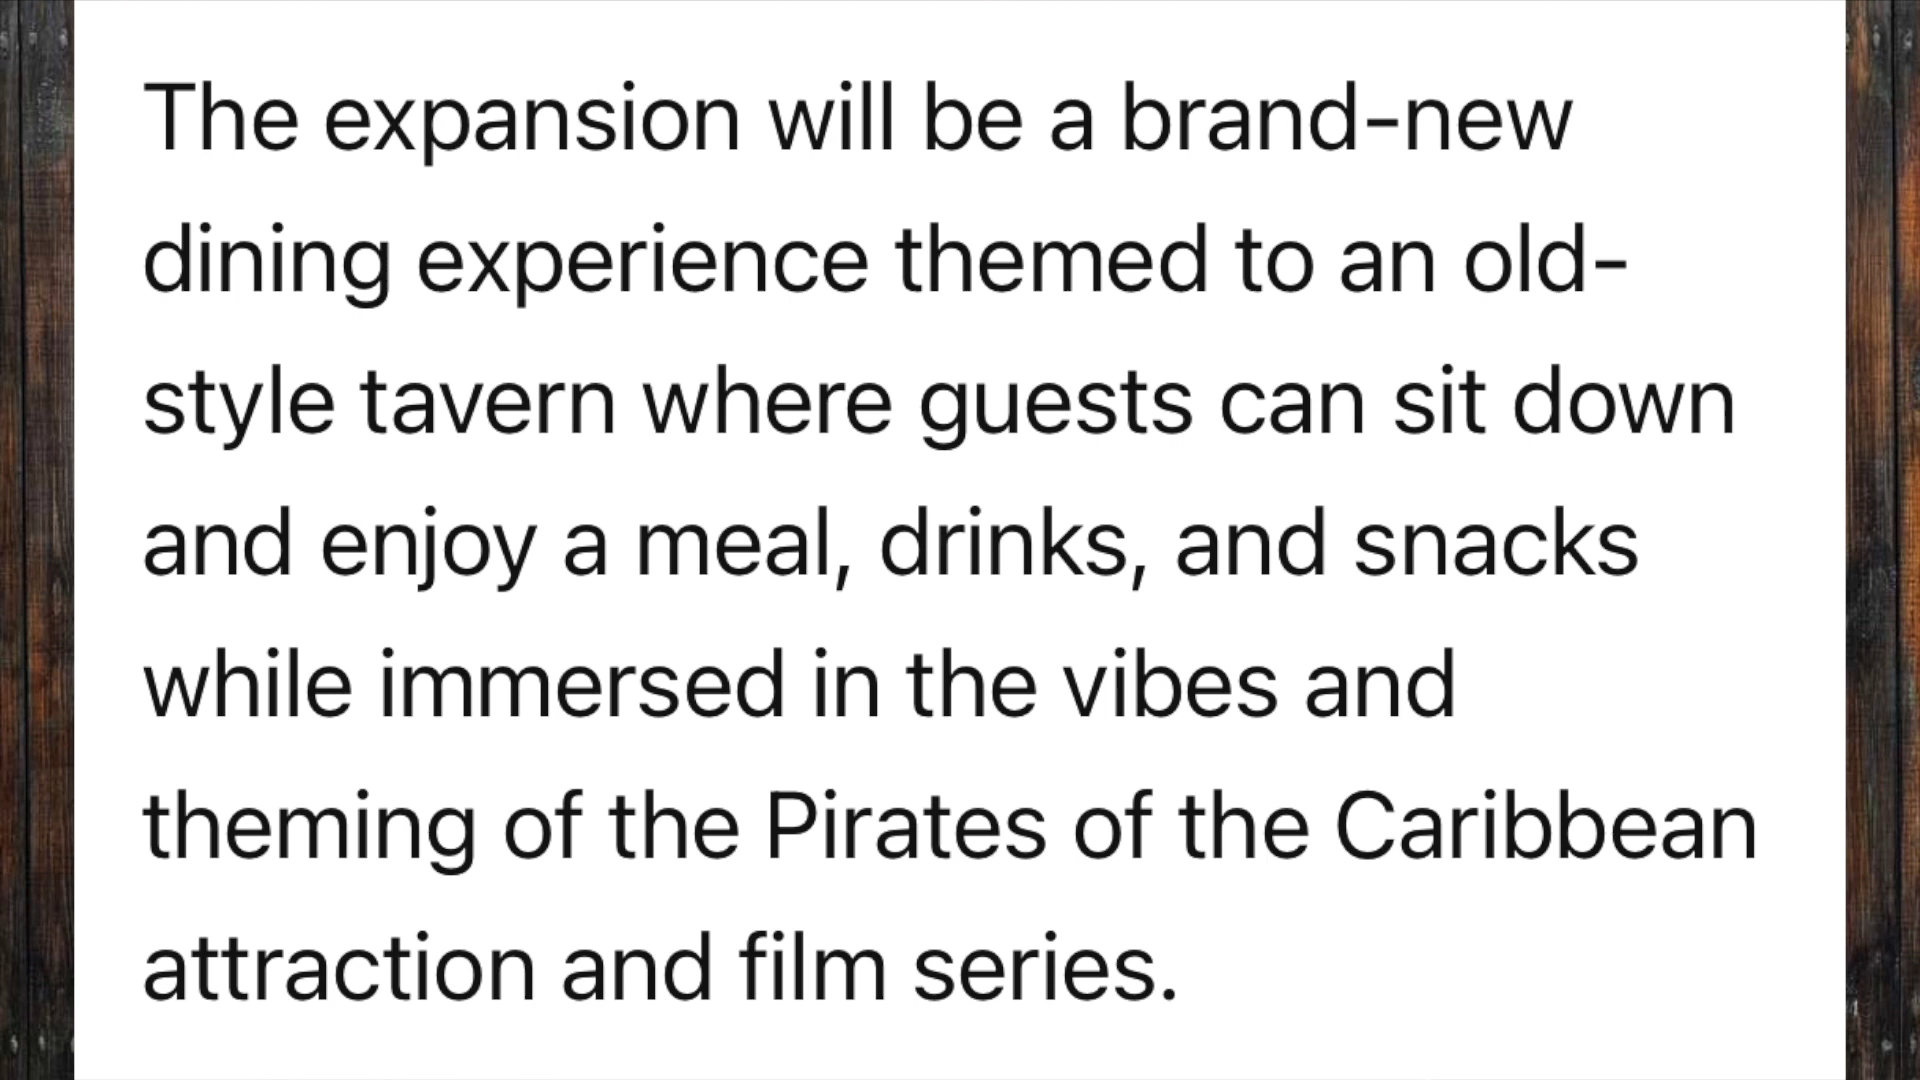 The expansion will be a brand-new
dining experience themed to an old-
style tavern where guests can sit down
and enjoy a meal, drinks, and snacks
while immersed in the vibes and
theming of the Pirates of the Caribbean
attraction and film series.